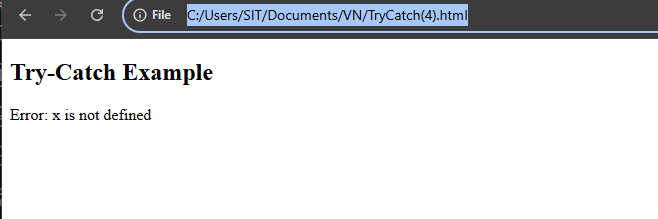 File C:/Users/SIT/Documents/VN/TryCatch(4).html
Try-Catch Example
Error: x is not defined